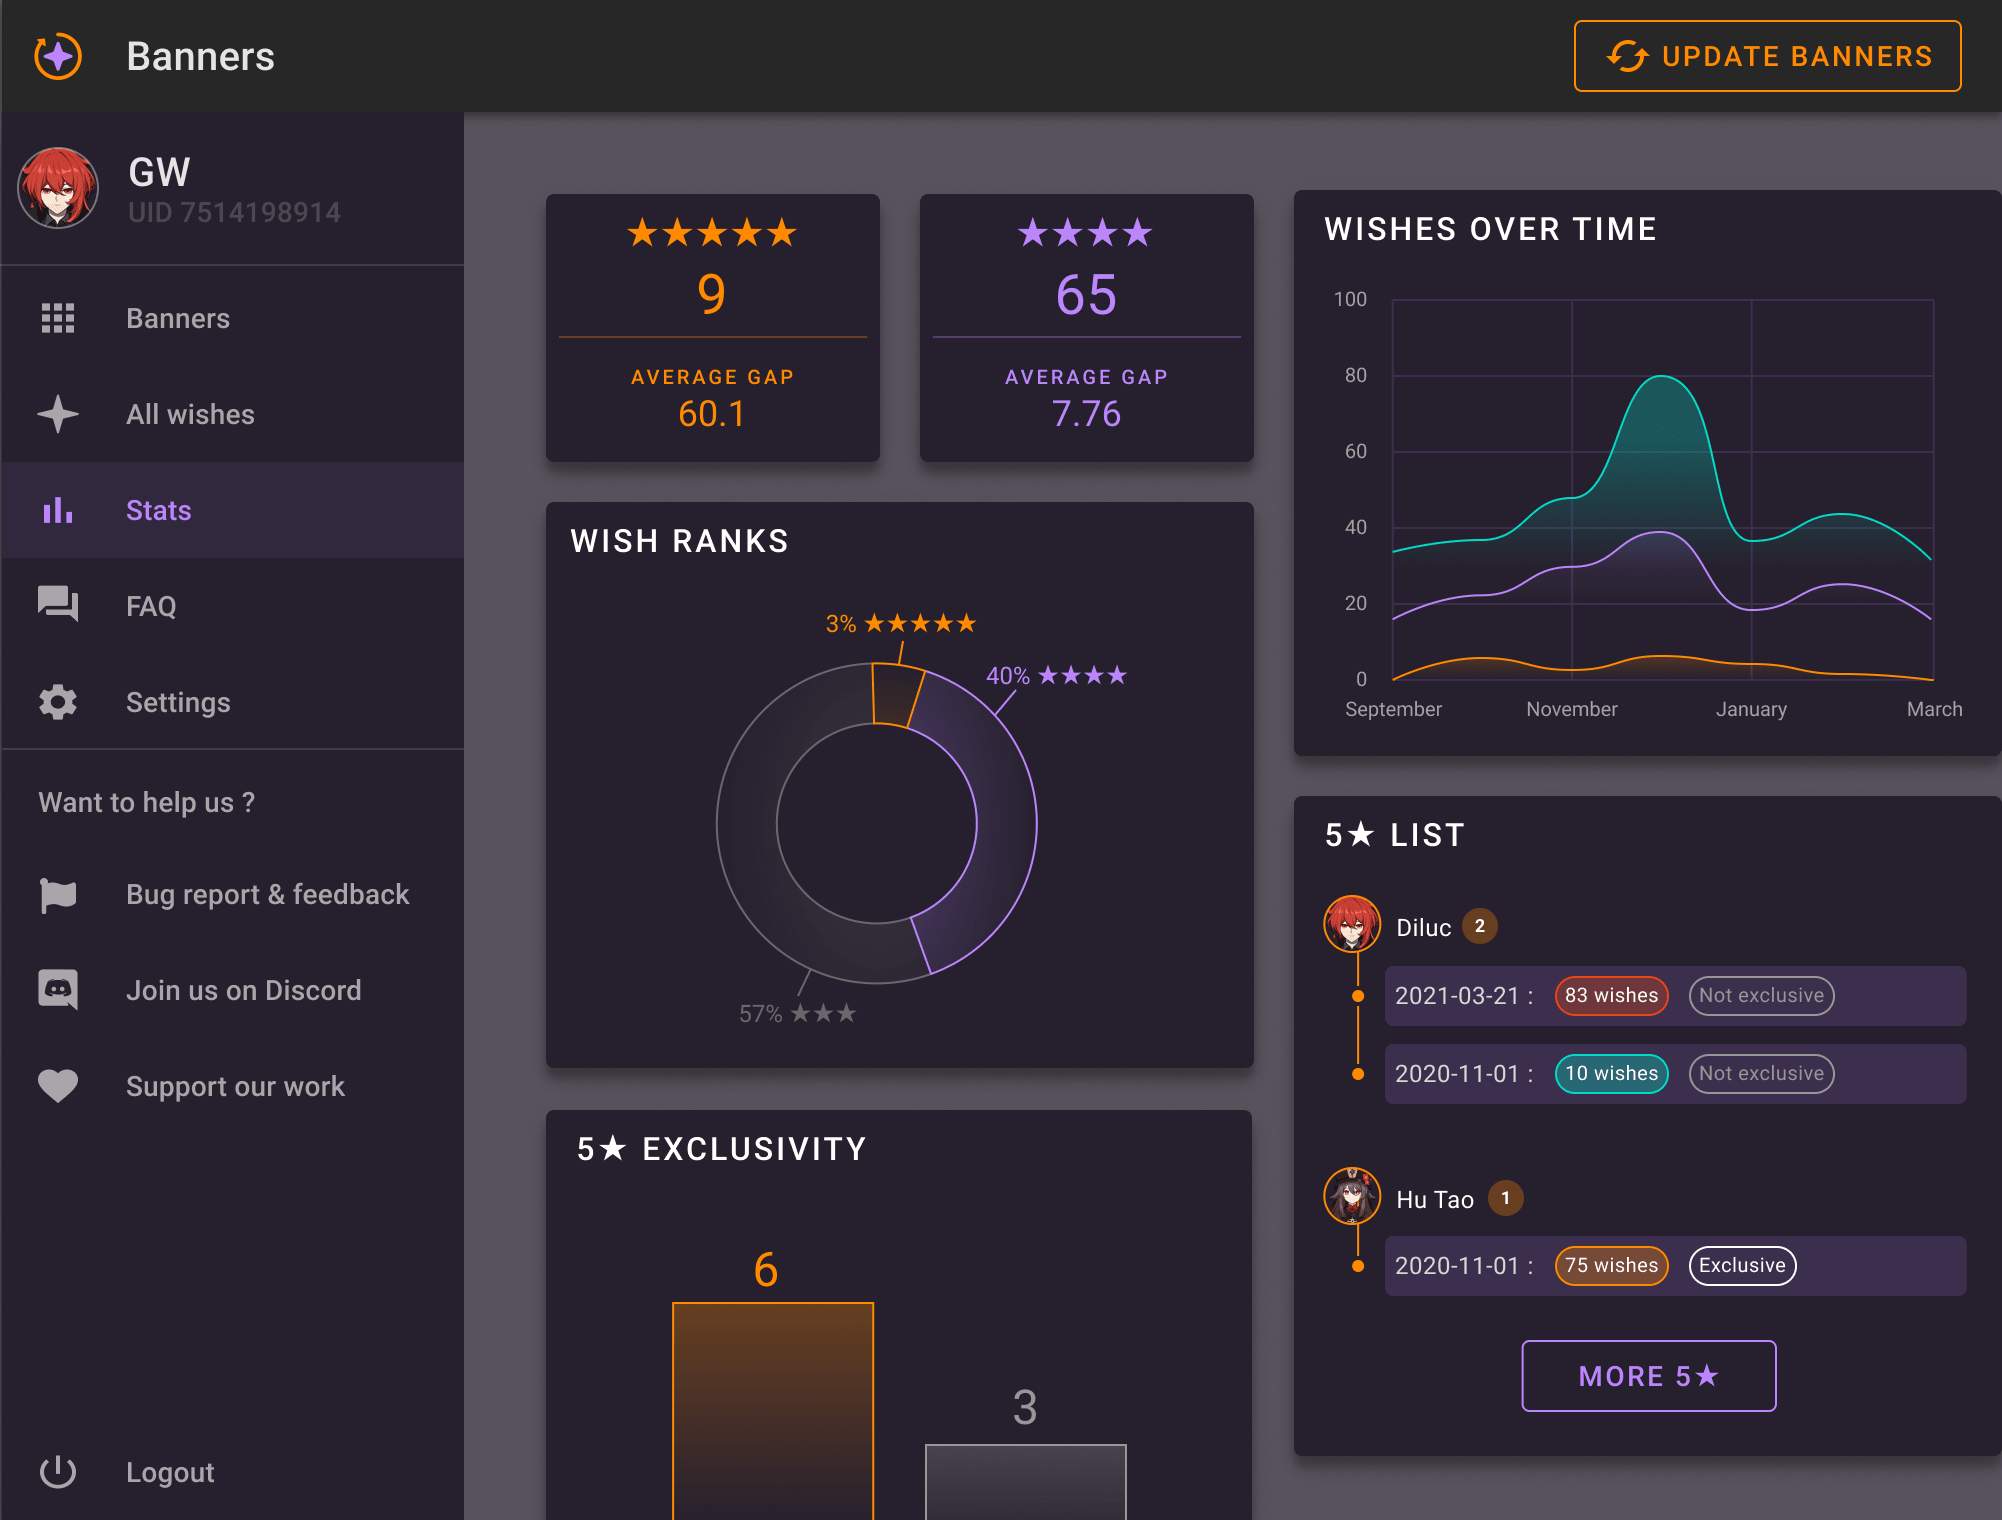 Banners
UPDATE BANNERS
GW
UID 7514198914
Banners
All wishes
Stats
FAQ
Settings
Want to help us ?
Bug report & feedback
Join us on Discord
Support our work
Logout
★★★★★
9
AVERAGE GAP
60.1
★★★★
65
AVERAGE GAP
7.76
WISH RANKS
3% ★★★★★
40% ★★★★
57% ★★★
5★ EXCLUSIVITY
6
3
WISHES OVER TIME
100
80
60
40
20
0
September November January March
5★ LIST
Diluc 2
2021-03-21 : 83 wishes Not exclusive
2020-11-01 : 10 wishes Not exclusive
Hu Tao 1
2020-11-01 : 75 wishes Exclusive
MORE 5★